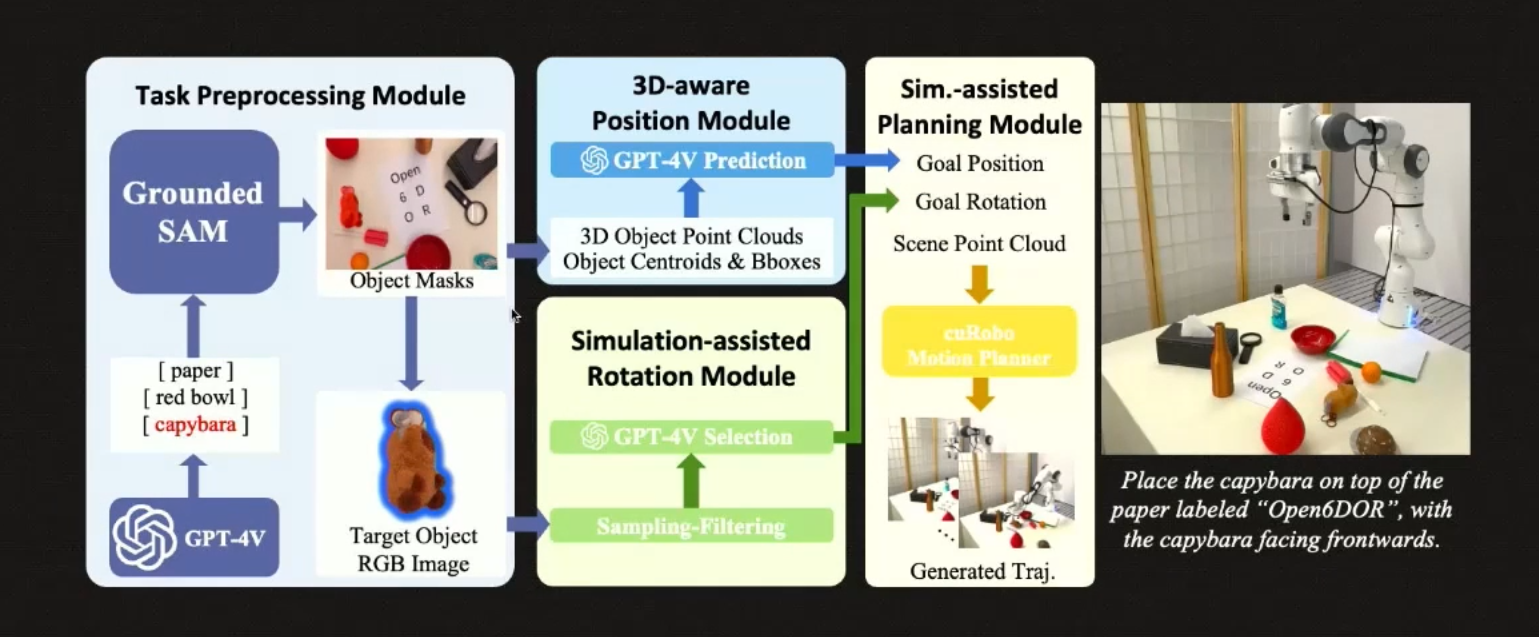 Task Preprocessing Module
Grounded
SAM
Open
6 D
O R
Object Masks
[ paper ]
[ red bowl ]
[ capybara ]
GPT-4V
Target Object
RGB Image
3D-aware
Position Module
GPT-4V Prediction
3D Object Point Clouds
Object Centroids & Bboxes
Simulation-assisted
Rotation Module
GPT-4V Selection
Sampling-Filtering
Sim.-assisted
Planning Module
Goal Position
Goal Rotation
Scene Point Cloud
cuRobo
Motion Planner
Generated Traj.
Open
6 D
O R
Place the capybara on top of the
paper labeled “Open6DOR”, with
the capybara facing frontwards.